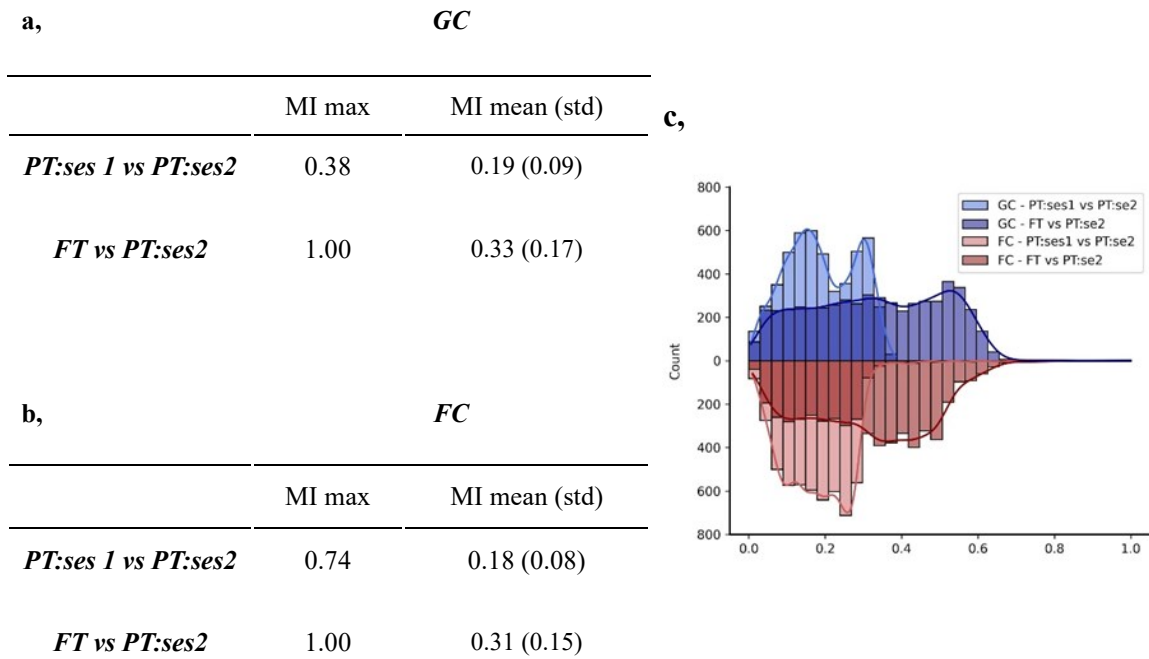 a,
GC
MI max MI mean (std)
PT:ses 1 vs PT:ses2 0.38 0.19 (0.09)
FT vs PT:ses2 1.00 0.33 (0.17)
b,
FC
MI max MI mean (std)
PT:ses 1 vs PT:ses2 0.74 0.18 (0.08)
FT vs PT:ses2 1.00 0.31 (0.15)
c,
800
600
400
200
0
200
400
600
800
Count
GC - PT:ses1 vs PT:se2
GC - FT vs PT:se2
FC - PT:ses1 vs PT:se2
FC - FT vs PT:se2
0.0 0.2 0.4 0.6 0.8 1.0